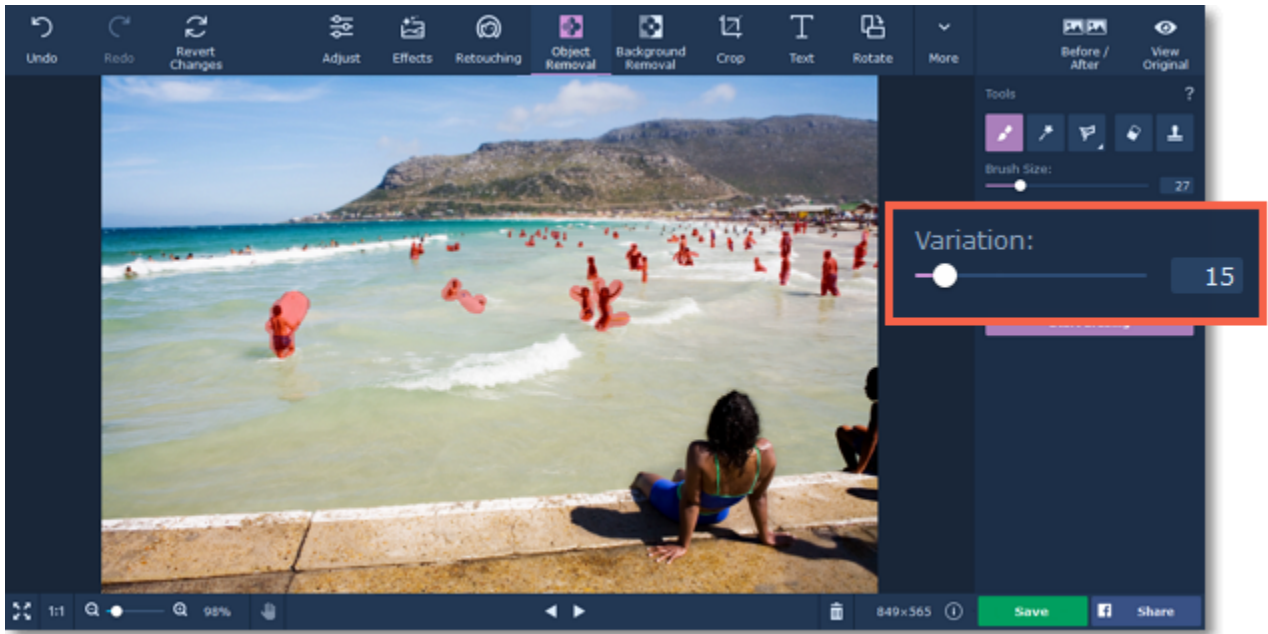 Undo
Redo
Revert
Changes
Adjust
Effects
Retouching
Object
Removal
Background
Removal
Crop
Text
Rotate
More
Before /
After
View
Original
Tools
?
Brush Size:
27
Variation:
15
1:1
98%
849×565
Save
Share